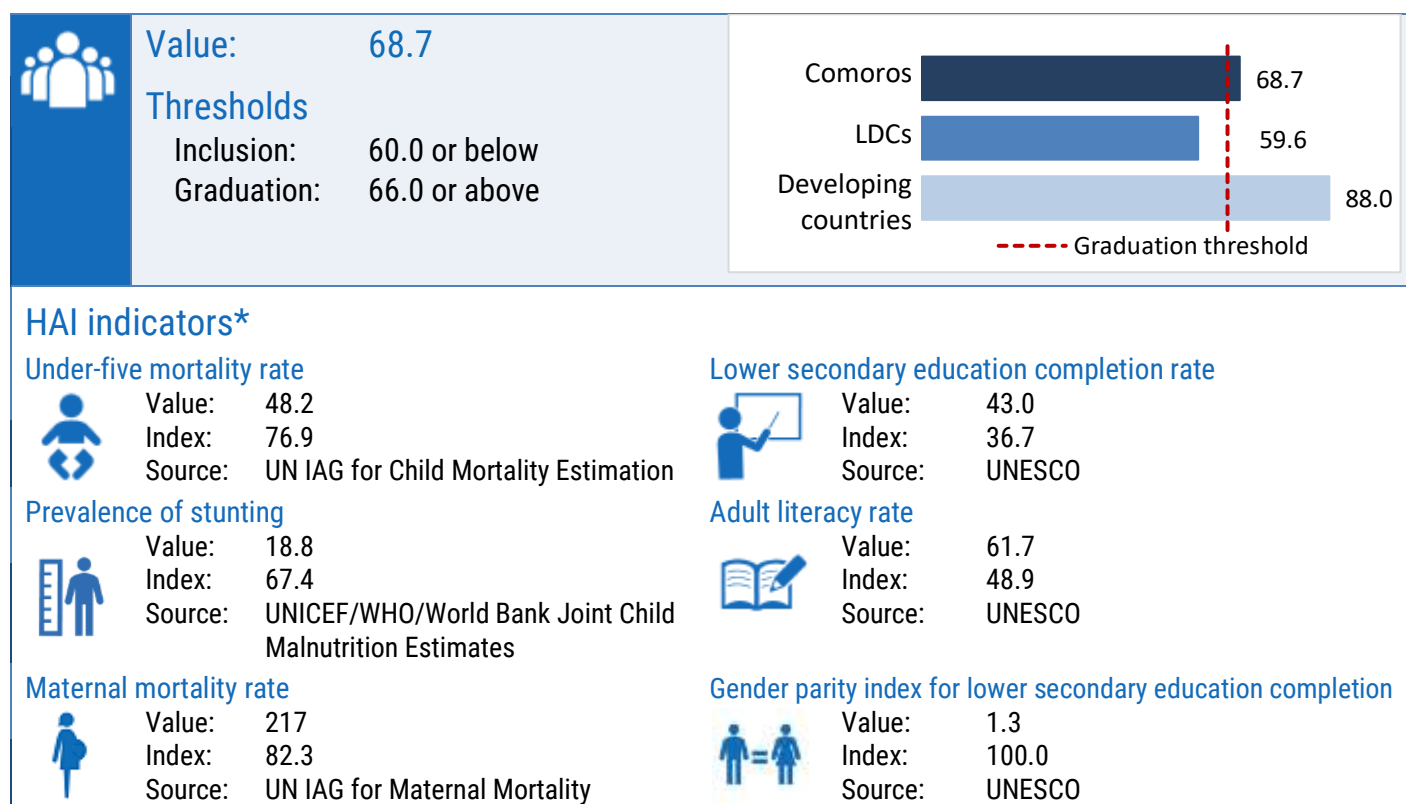 Value: 68.7
Thresholds
Inclusion: 60.0 or below
Graduation: 66.0 or above
Comoros 68.7
LDCs 59.6
Developing
countries 88.0
Graduation threshold
HAI indicators*
Under-five mortality rate
Value: 48.2
Index: 76.9
Source: UN IAG for Child Mortality Estimation
Prevalence of stunting
Value: 18.8
Index: 67.4
Source: UNICEF/WHO/World Bank Joint Child
Malnutrition Estimates
Maternal mortality rate
Value: 217
Index: 82.3
Source: UN IAG for Maternal Mortality
Lower secondary education completion rate
Value: 43.0
Index: 36.7
Source: UNESCO
Adult literacy rate
Value: 61.7
Index: 48.9
Source: UNESCO
Gender parity index for lower secondary education completion
Value: 1.3
Index: 100.0
Source: UNESCO